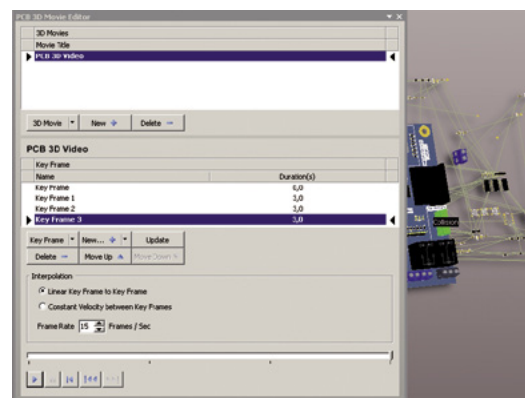 PCB 3D Movie Editor
3D Movies
Movie Title
PCB 3D Video
3D Movie New Delete
PCB 3D Video
Key Frame
Name Duration(s)
Key Frame 0,0
Key Frame 1 3,0
Key Frame 2 3,0
Key Frame 3 3,0
Key Frame New... Update
Delete Move Up Move Down
Interpolation
Linear Key Frame to Key Frame
Constant Velocity between Key Frames
Frame Rate 15 Frames / Sec
Collision